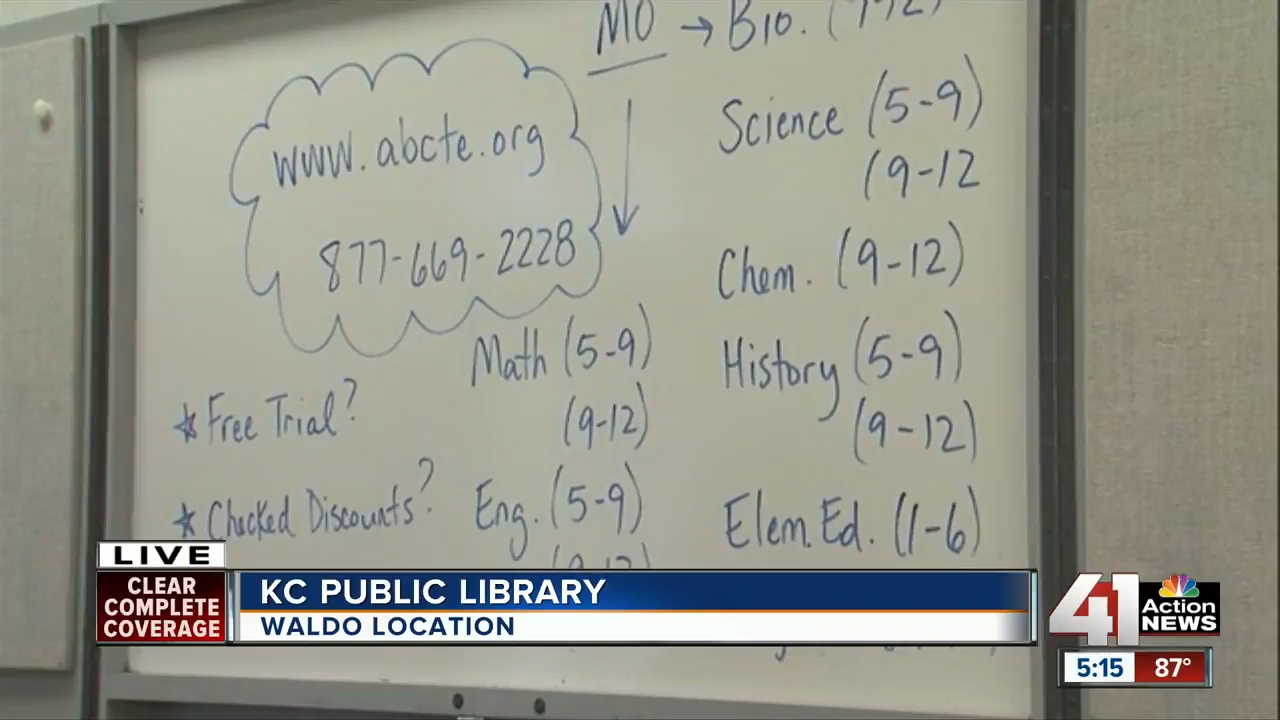 MO → Bio.
www.abcte.org
877-669-2228
Science (5-9)
(9-12
Chem. (9-12)
Math (5-9)
(9-12)
History (5-9)
(9-12)
★ Free Trial?
★ Checked Discounts?
Eng. (5-9)
(9-12)
Elem. Ed. (1-6)
LIVE
CLEAR
COMPLETE
COVERAGE
KC PUBLIC LIBRARY
WALDO LOCATION
41
Action
NEWS
5:15 87°